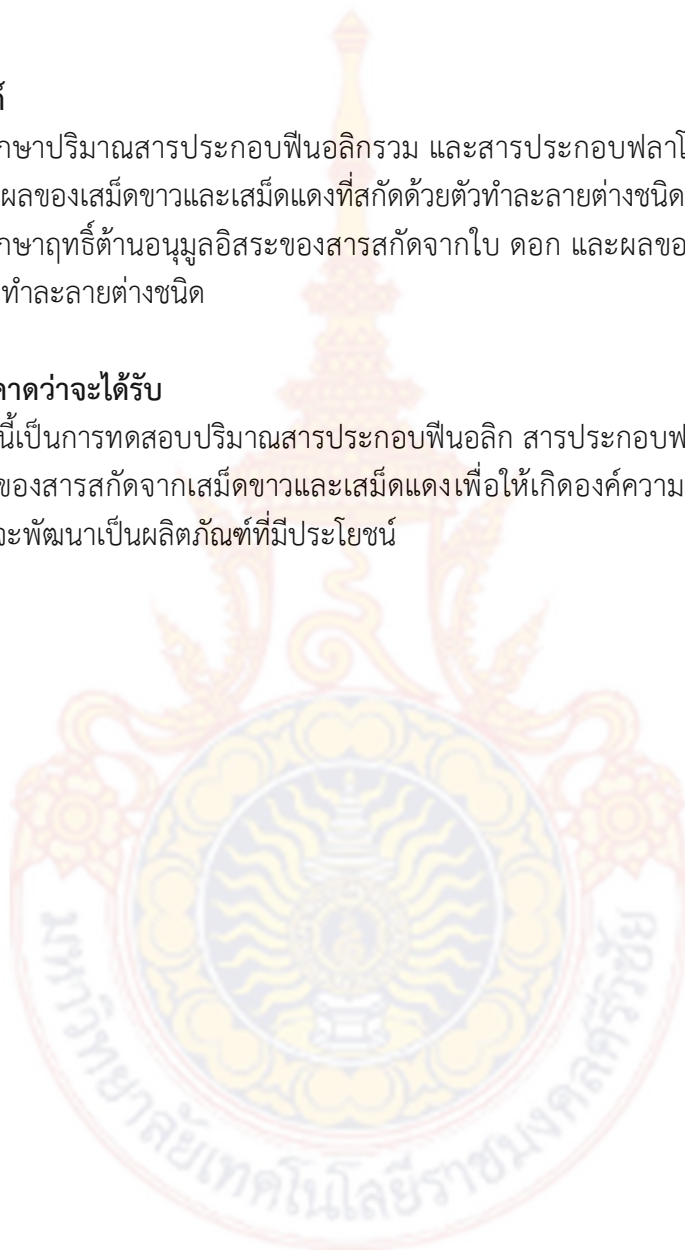 กษาปริมาณสารประกอบฟีนอลิกรวม และสารประกอบฟลาโ
ผลของเสม็ดขาวและเสม็ดแดงที่สกัดด้วยตัวทำละลายต่างชนิด
กษาฤทธิ์ต้านอนุมูลอิสระของสารสกัดจากใบ ดอก และผลขอ
ทำละลายต่างชนิด
าดว่าจะได้รับ
นี้เป็นการทดสอบปริมาณสารประกอบฟีนอลิก สารประกอบฟ
ของสารสกัดจากเสม็ดขาวและเสม็ดแดงเพื่อให้เกิดองค์ความ
จะพัฒนาเป็นผลิตภัณฑ์ที่มีประโยชน์
มหาวิทยาลัยเทคโนโลยีราชมงคลศรีวิชัย